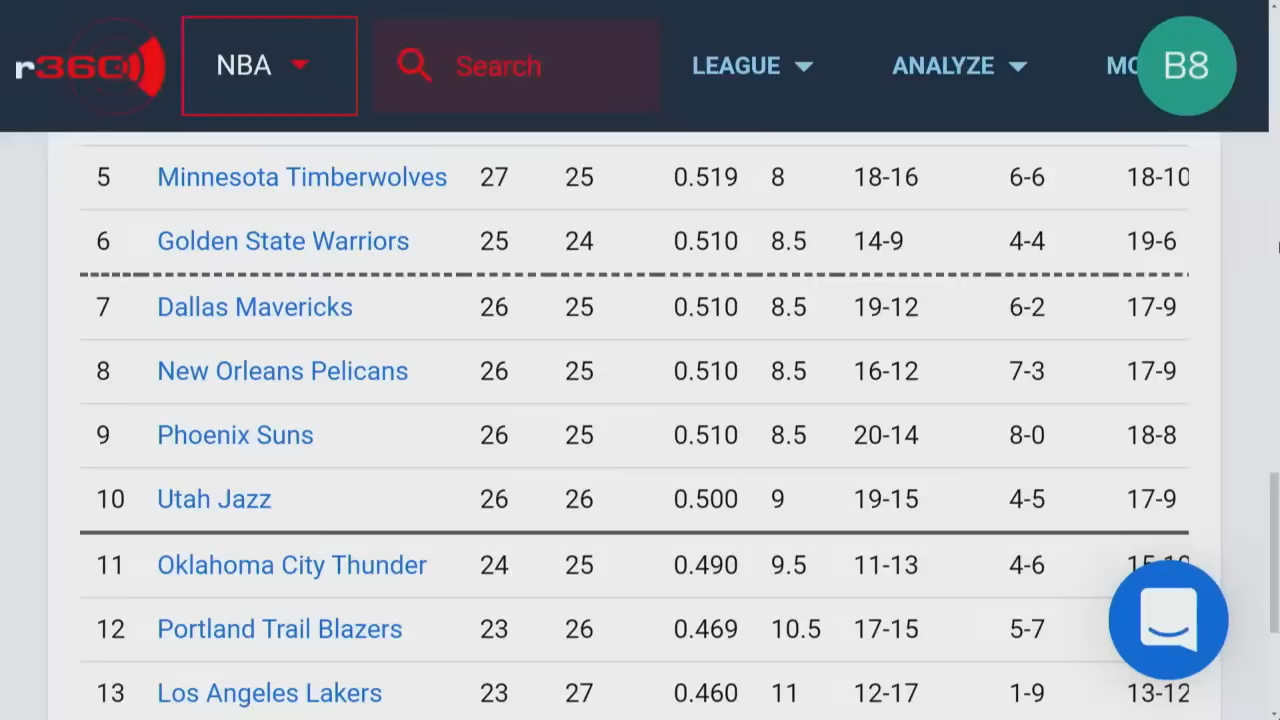 r360 NBA Search LEAGUE ANALYZE B8
5 Minnesota Timberwolves 27 25 0.519 8 18-16 6-6 18-10
6 Golden State Warriors 25 24 0.510 8.5 14-9 4-4 19-6
7 Dallas Mavericks 26 25 0.510 8.5 19-12 6-2 17-9
8 New Orleans Pelicans 26 25 0.510 8.5 16-12 7-3 17-9
9 Phoenix Suns 26 25 0.510 8.5 20-14 8-0 18-8
10 Utah Jazz 26 26 0.500 9 19-15 4-5 17-9
11 Oklahoma City Thunder 24 25 0.490 9.5 11-13 4-6
12 Portland Trail Blazers 23 26 0.469 10.5 17-15 5-7
13 Los Angeles Lakers 23 27 0.460 11 12-17 1-9 13-12